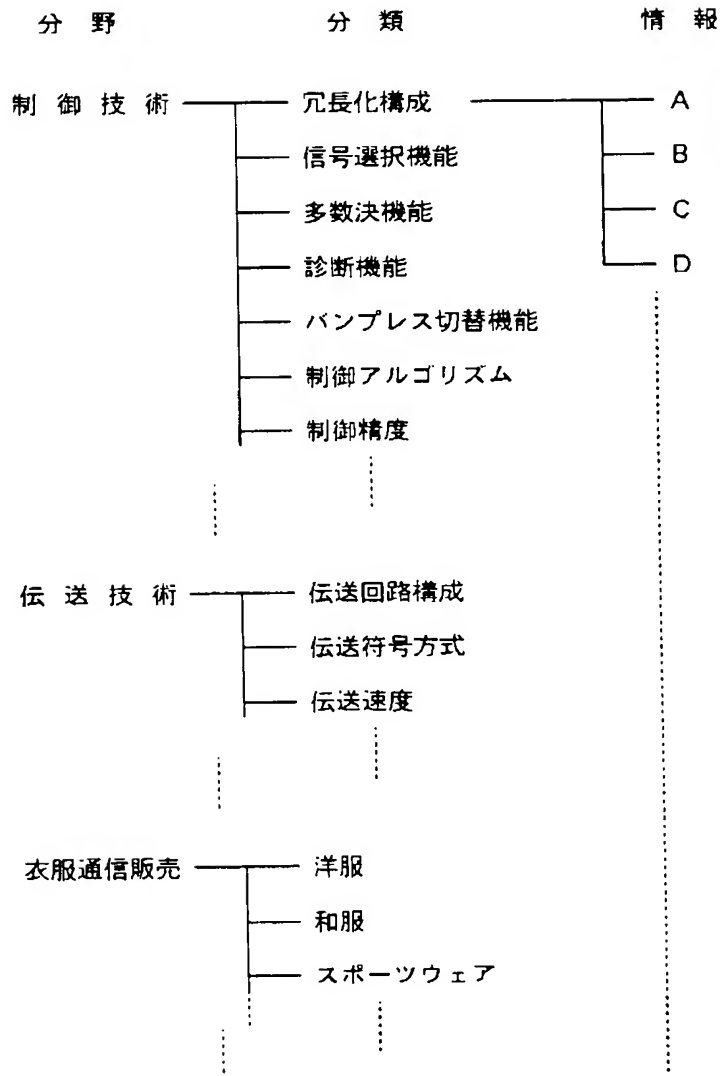 分野 分類 情報
制御技術 冗長化構成 A
信号選択機能 B
多数決機能 C
診断機能 D
バンプレス切替機能
制御アルゴリズム
制御精度
伝送技術 伝送回路構成
伝送符号方式
伝送速度
衣服通信販売 洋服
和服
スポーツウェア